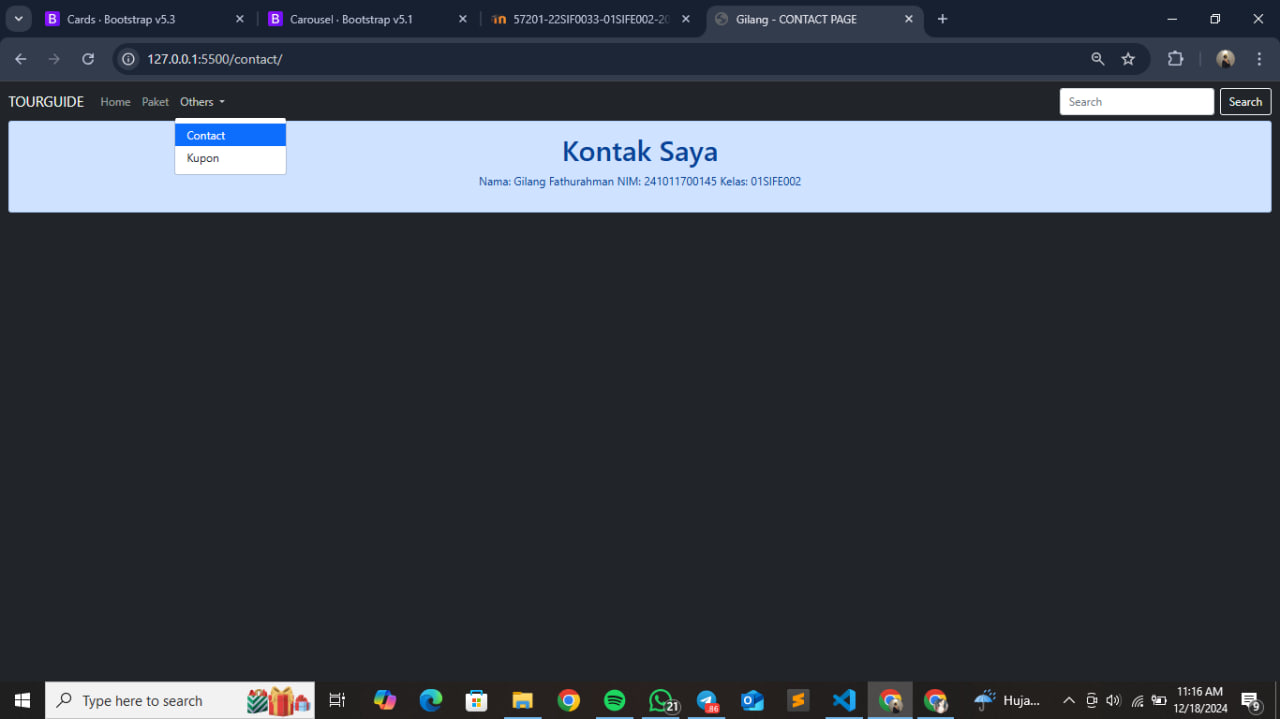 Cards · Bootstrap v5.3
Carousel · Bootstrap v5.1
57201-22SIF0033-01SIFE002-20
Gilang - CONTACT PAGE
127.0.0.1:5500/contact/
TOURGUIDE Home Paket Others Search Search
Contact
Kupon
Kontak Saya
Nama: Gilang Fathurahman NIM: 241011700145 Kelas: 01SIFE002
Type here to search
21
86
Huja...
11:16 AM
12/18/2024
9